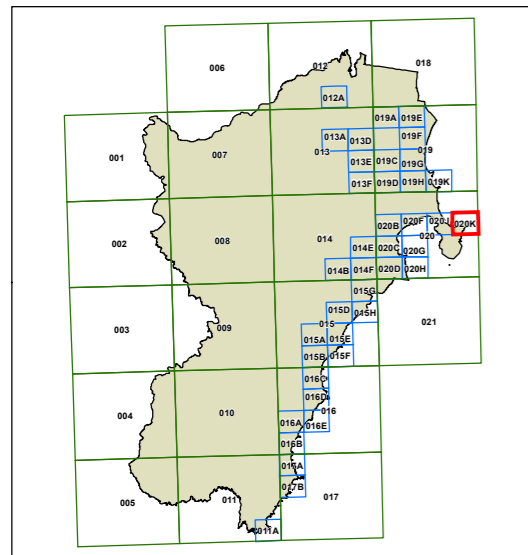 006 012 018
012A
019A 019E
001 007 013A 013D 019F
013 019
013E 019C 019G
013F 019D 019H 019K
020B 020F 020J 020K
002 008 014 020
014E 020C 020G
014B 014F 020D 020H
015G
015D 015H
003 009 015 021
015A 015E
015B 015F
016C
016D
004 010 016
016A 016E
016B
017A
017B
005 011 017
011A